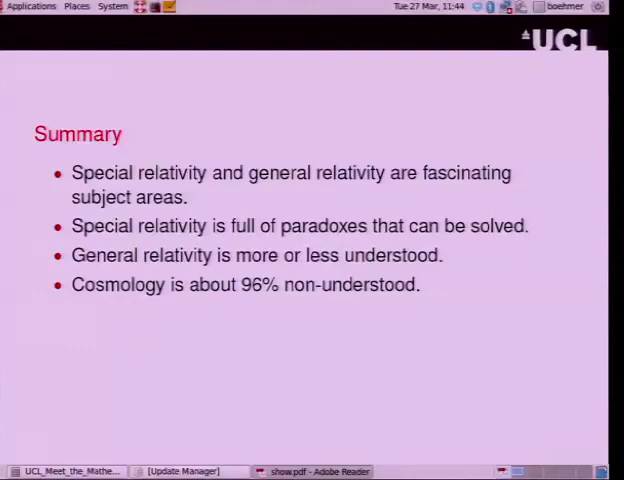 Applications Places System Tue 27 Mar, 11:44 boehmer
UCL
Summary
• Special relativity and general relativity are fascinating
subject areas.
• Special relativity is full of paradoxes that can be solved.
• General relativity is more or less understood.
• Cosmology is about 96% non-understood.
UCL_Meet_the_Mathe... [Update Manager] show.pdf - Adobe Reader